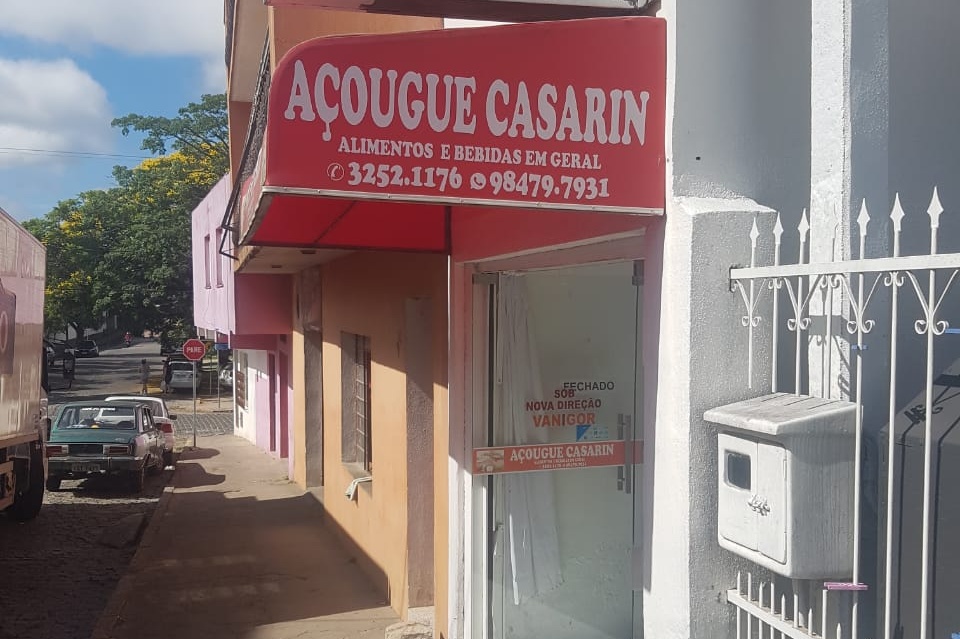 AÇOUGUE CASARIN
ALIMENTOS E BEBIDAS EM GERAL
3252.1176 98479.7931
PARE
FECHADO
SOB
NOVA DIREÇÃO
VANIGOR
AÇOUGUE CASARIN